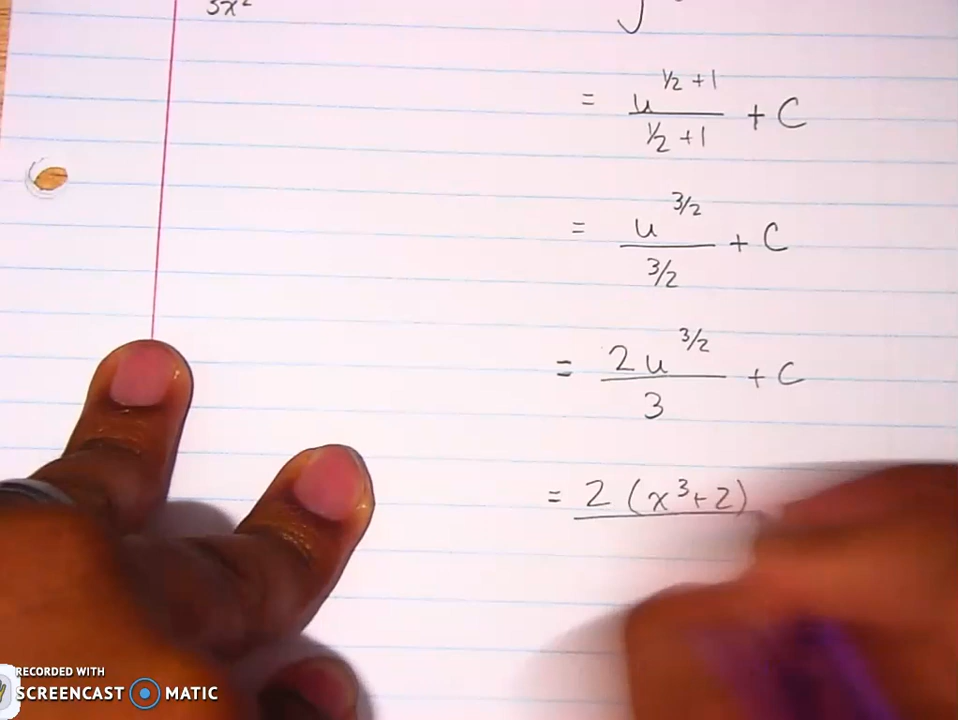 3x²
∫
= u^(1/2 + 1) / (1/2 + 1) + C
= u^(3/2) / (3/2) + C
= 2u^(3/2) / 3 + C
= 2(x³+2)
RECORDED WITH
SCREENCAST MATIC